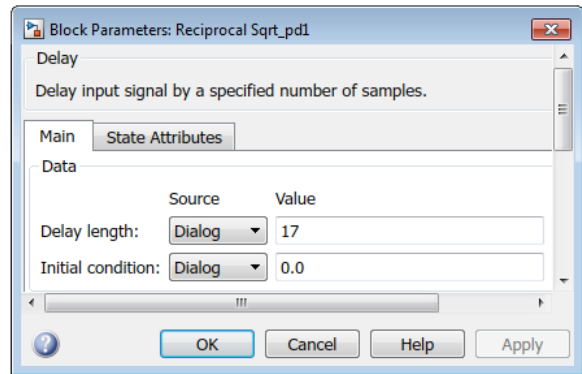 Block Parameters: Reciprocal Sqrt_pd1
Delay
Delay input signal by a specified number of samples.
Main State Attributes
Data
Source Value
Delay length: Dialog 17
Initial condition: Dialog 0.0
OK Cancel Help Apply